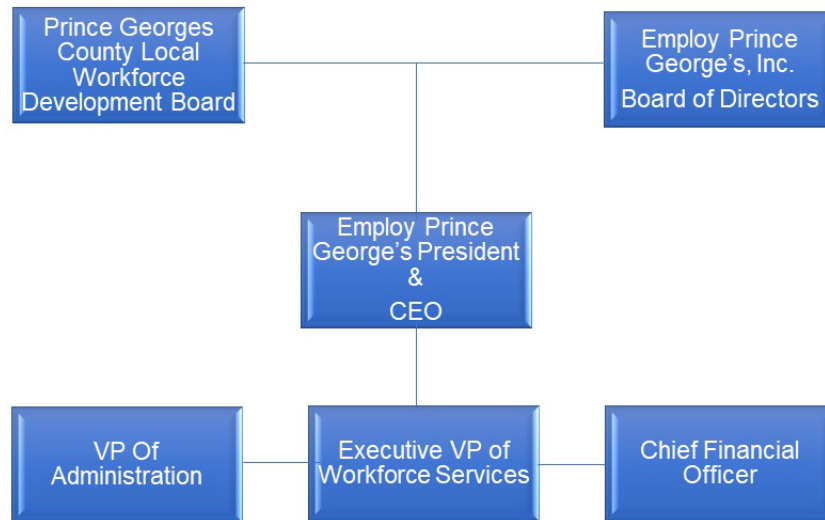 Prince Georges
County Local
Workforce
Development Board
Employ Prince
George’s, Inc.
Board of Directors
Employ Prince
George’s President
&
CEO
VP Of
Administration
Executive VP of
Workforce Services
Chief Financial
Officer